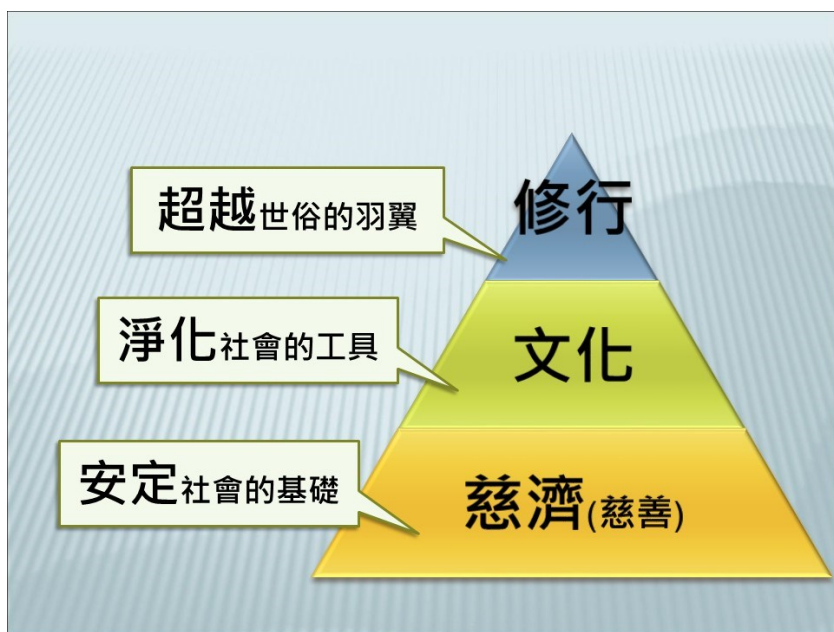 超越世俗的羽翼
修行
淨化社會的工具
文化
安定社會的基礎
慈濟(慈善)